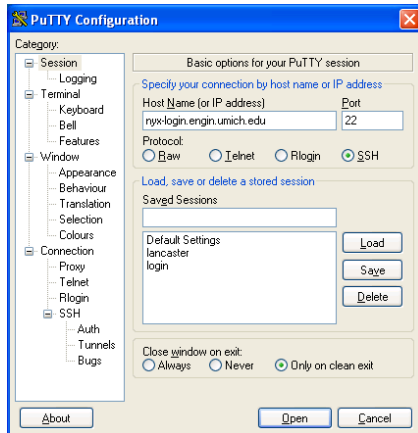 PuTTY Configuration
Category:
Session
Logging
Terminal
Keyboard
Bell
Features
Window
Appearance
Behaviour
Translation
Selection
Colours
Connection
Proxy
Telnet
Rlogin
SSH
Auth
Tunnels
Bugs
Basic options for your PuTTY session
Specify your connection by host name or IP address
Host Name (or IP address) Port
nyx-login.engin.umich.edu 22
Protocol:
Raw Telnet Rlogin SSH
Load, save or delete a stored session
Saved Sessions
Default Settings
lancaster
login
Load
Save
Delete
Close window on exit:
Always Never Only on clean exit
About Open Cancel